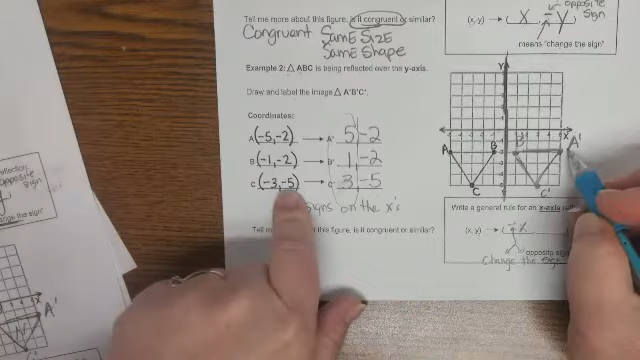 opposite
sign
Tell me more about this figure, is it congruent or similar?
(x, y) → ( X , -Y )
means "change the sign"
Congruent Same Size
Same Shape
Example 2: △ ABC is being reflected over the y-axis.
Draw and label the image △ A'B'C'.
Coordinates:
A (-5,-2) → A' 5 -2
B (-1,-2) → B' 1 -2
C (-3,-5) → C' 3 -5
signs on the x's
Tell me more about this figure, is it congruent or similar?
Y
X
A
B
C
B'
A'
C'
Write a general rule for an x-axis
(x, y) → ( -X
opposite sign
Change the sign
reflection
opposite
sign
X
A'